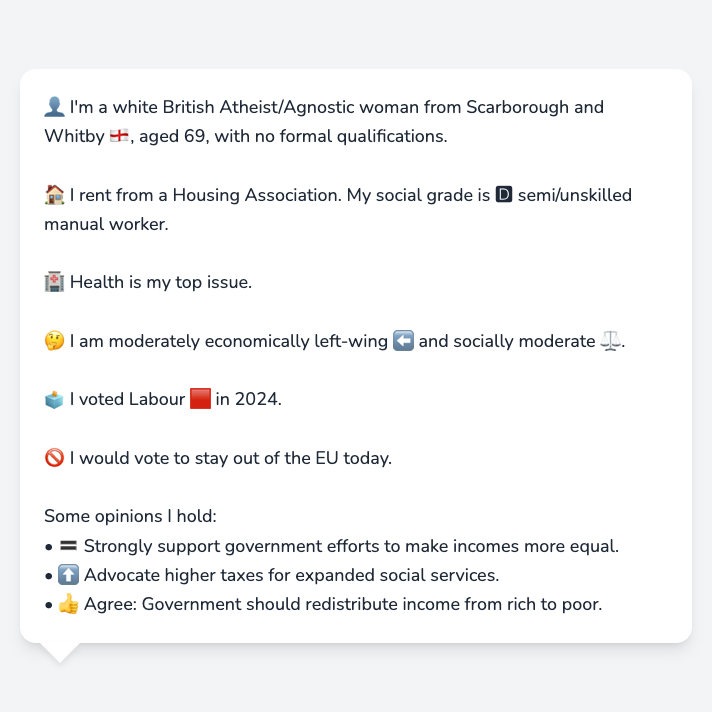 👤 I'm a white British Atheist/Agnostic woman from Scarborough and
Whitby 🏴󠁧󠁢󠁥󠁮󠁧󠁿, aged 69, with no formal qualifications.
🏠 I rent from a Housing Association. My social grade is 🅳 semi/unskilled
manual worker.
🏥 Health is my top issue.
🤔 I am moderately economically left-wing ⬅️ and socially moderate ⚖️.
🗳️ I voted Labour 🟥 in 2024.
🚫 I would vote to stay out of the EU today.
Some opinions I hold:
• 🟰 Strongly support government efforts to make incomes more equal.
• ⬆️ Advocate higher taxes for expanded social services.
• 👍 Agree: Government should redistribute income from rich to poor.